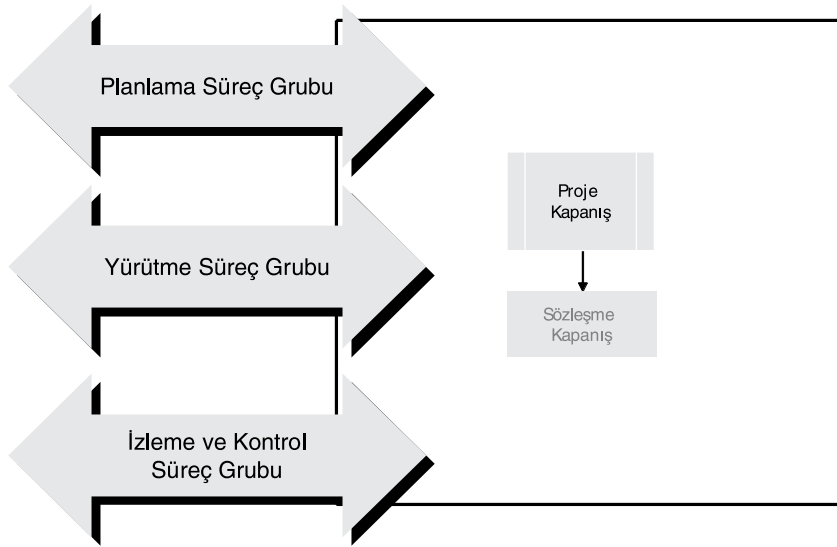 Planlama Süreç Grubu
Proje
Kapanış
Yürütme Süreç Grubu
Sözleşme
Kapanış
İzleme ve Kontrol
Süreç Grubu